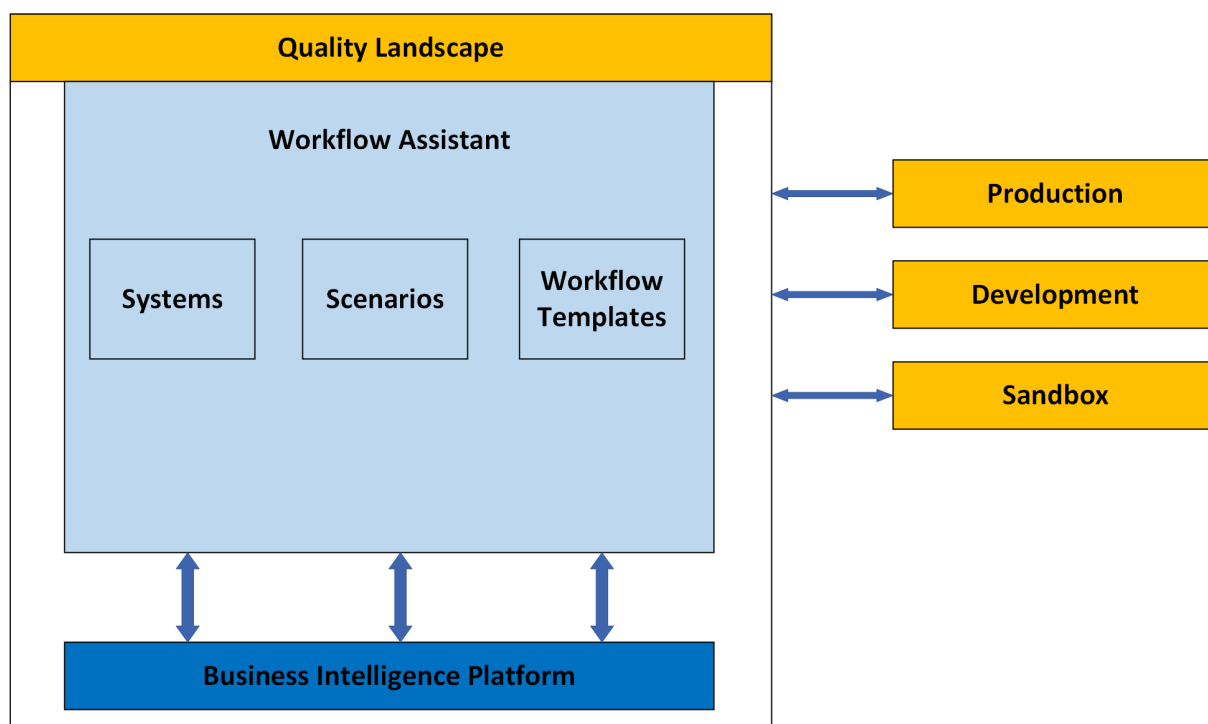 Quality Landscape
Workflow Assistant
Systems
Scenarios
Workflow
Templates
Business Intelligence Platform
Production
Development
Sandbox